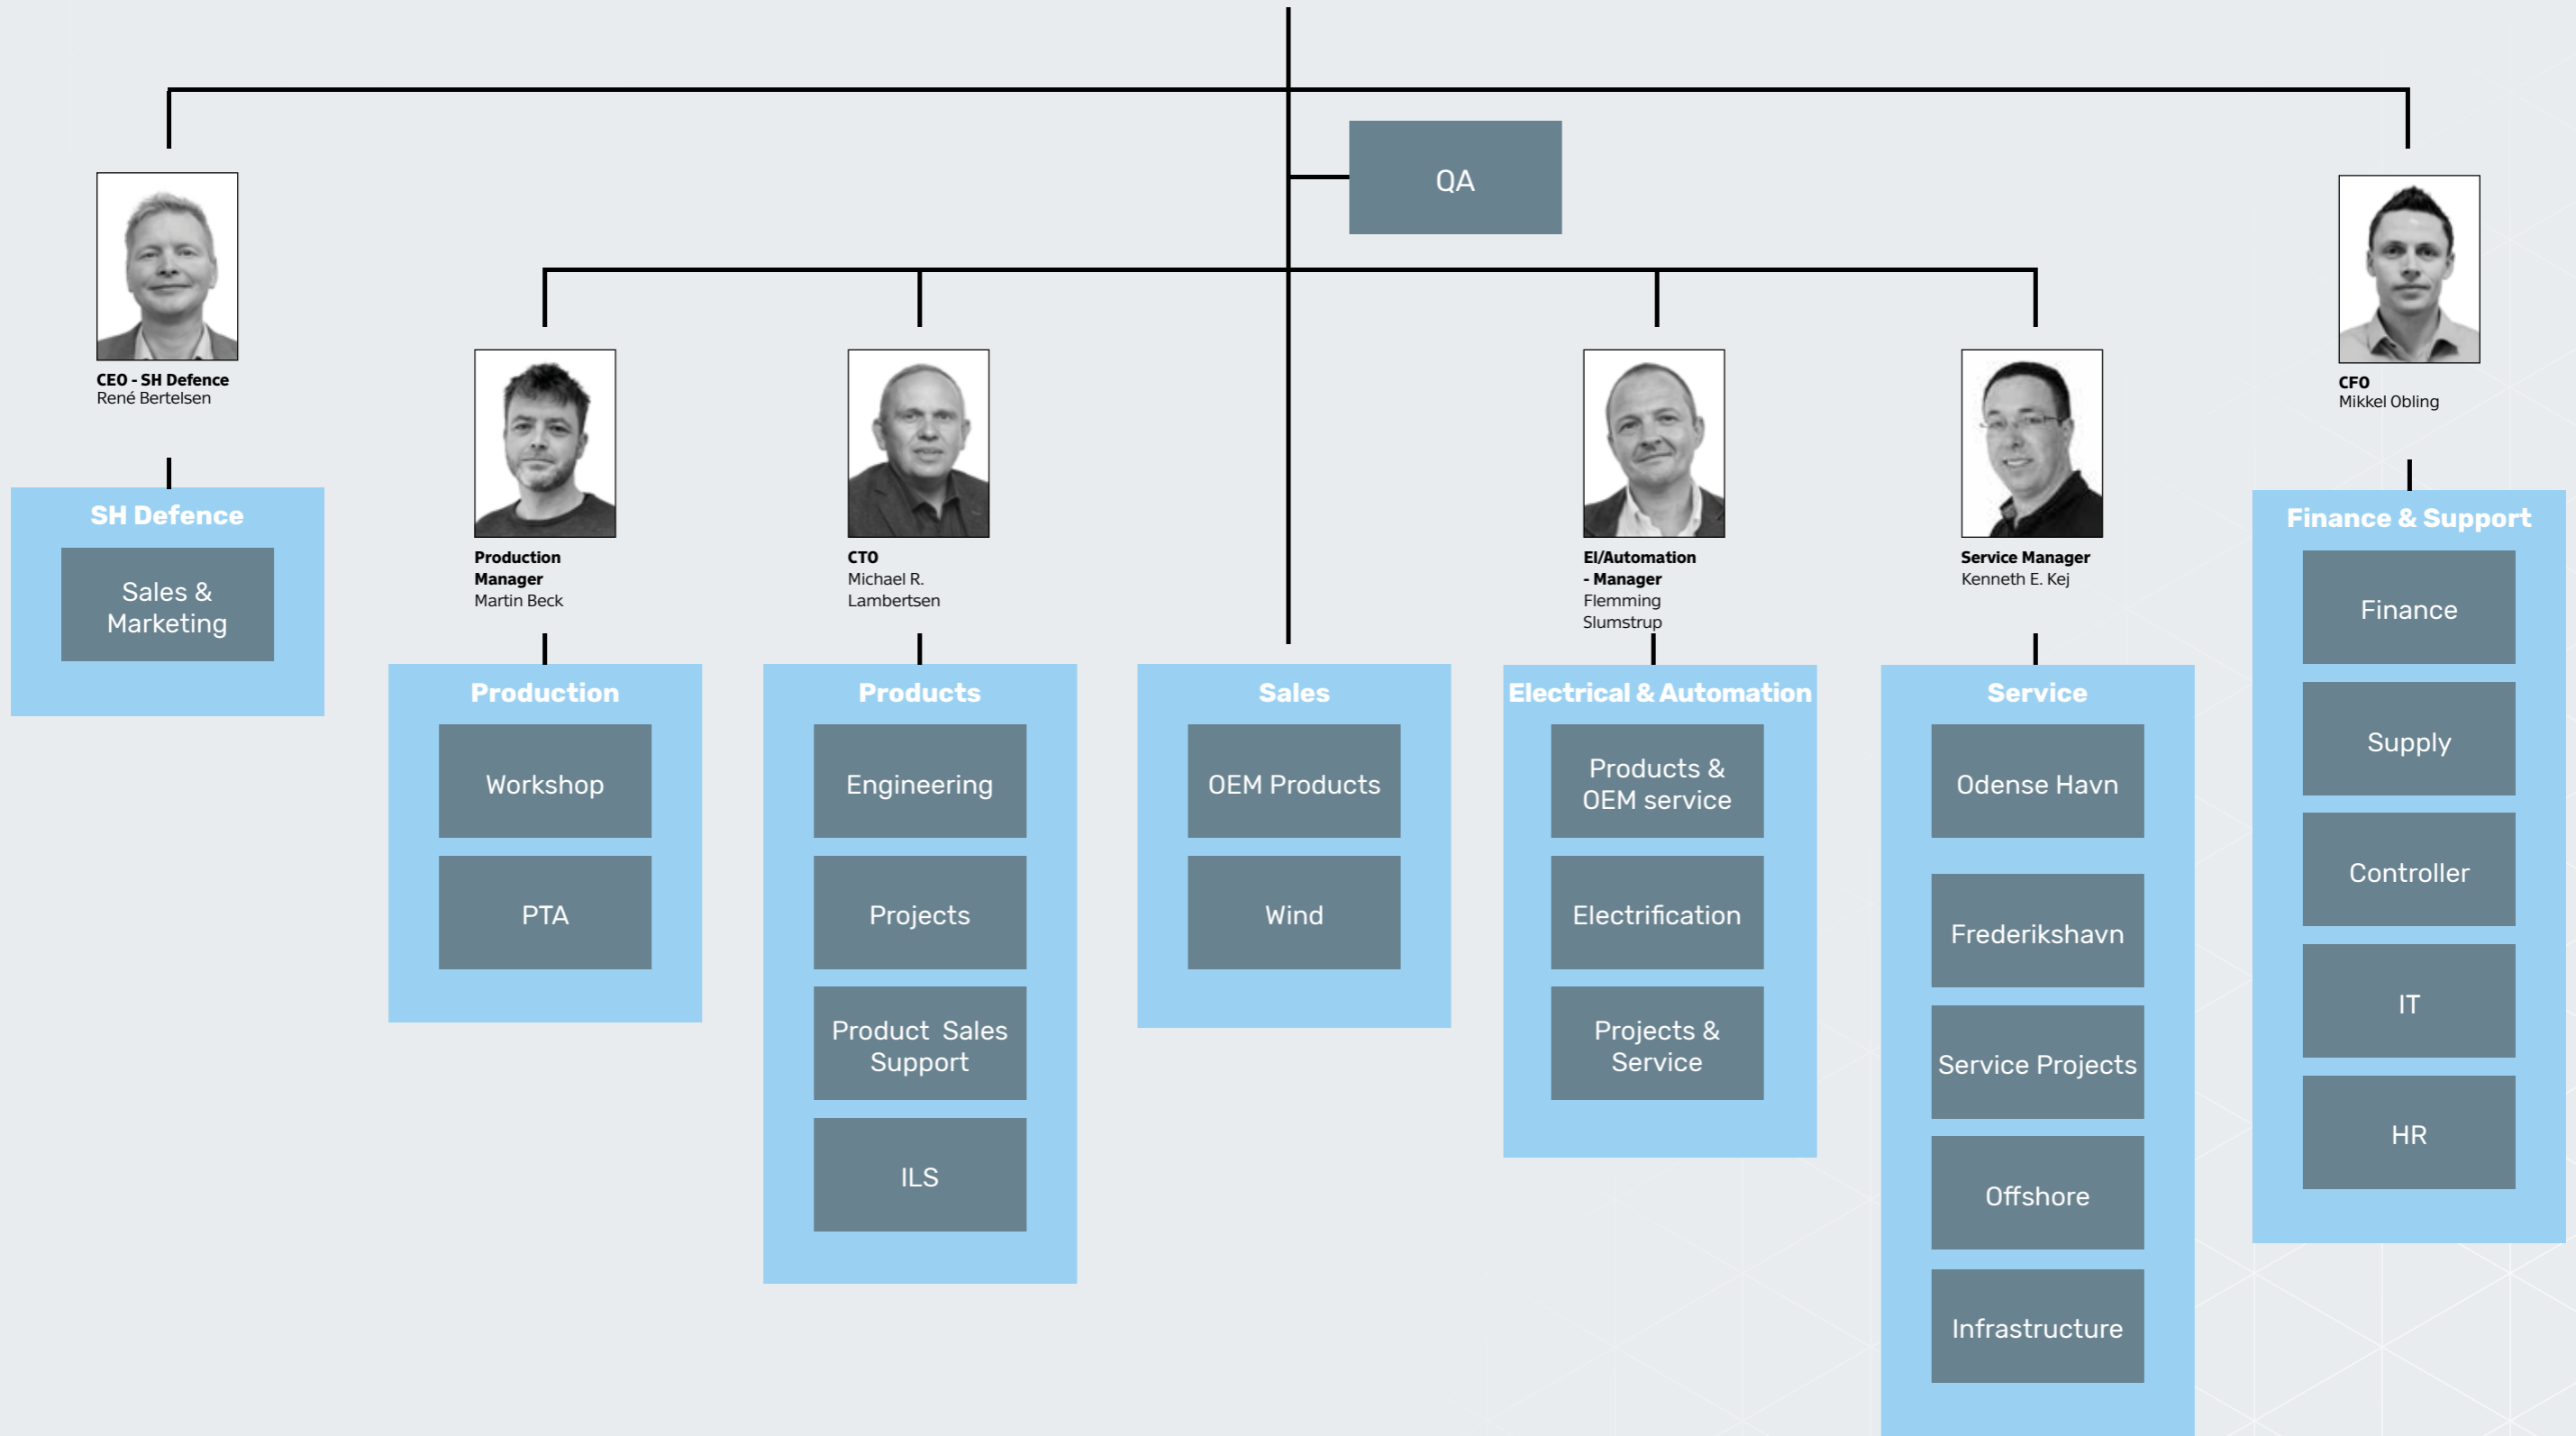 QA
CEO - SH Defence
René Bertelsen
SH Defence
Sales &
Marketing
Production
Manager
Martin Beck
Production
Workshop
PTA
CTO
Michael R.
Lambertsen
Products
Engineering
Projects
Product  Sales
Support
ILS
Sales
OEM Products
Wind
El/Automation
- Manager
Flemming
Slumstrup
Electrical & Automation
Products &
OEM service
Electrification
Projects &
Service
Service Manager
Kenneth E. Kej
Service
Odense Havn
Frederikshavn
Service Projects
Offshore
Infrastructure
CFO
Mikkel Obling
Finance & Support
Finance
Supply
Controller
IT
HR